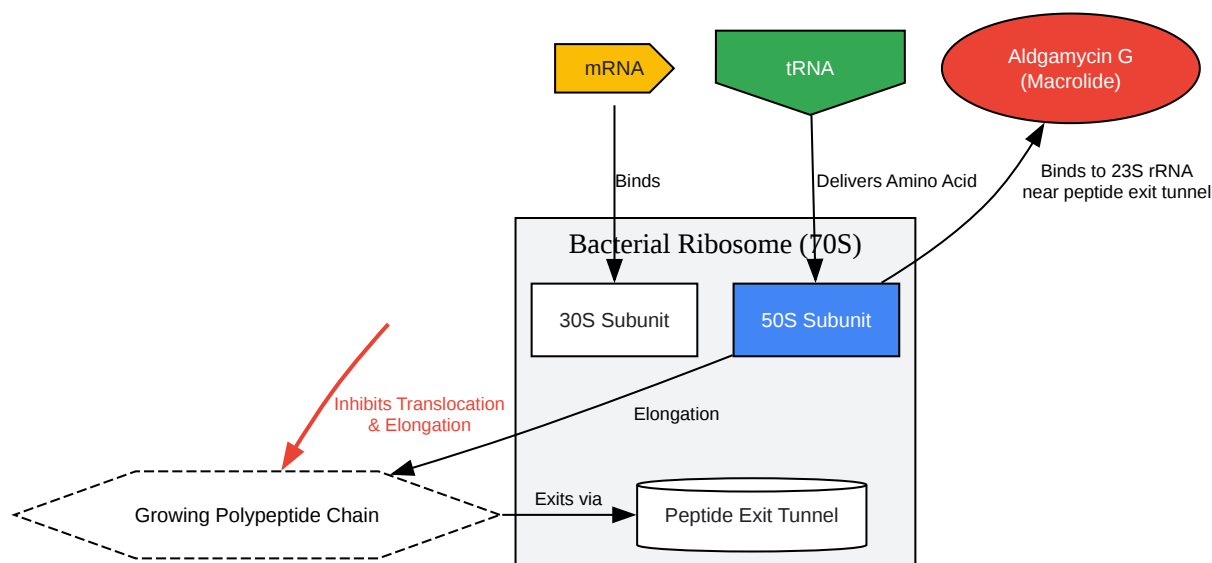 mRNA
tRNA
Aldgamycin G
(Macrolide)
Binds
Delivers Amino Acid
Binds to 23S rRNA
near peptide exit tunnel
Bacterial Ribosome (70S)
30S Subunit
50S Subunit
Inhibits Translocation
& Elongation
Elongation
Growing Polypeptide Chain
Exits via
Peptide Exit Tunnel